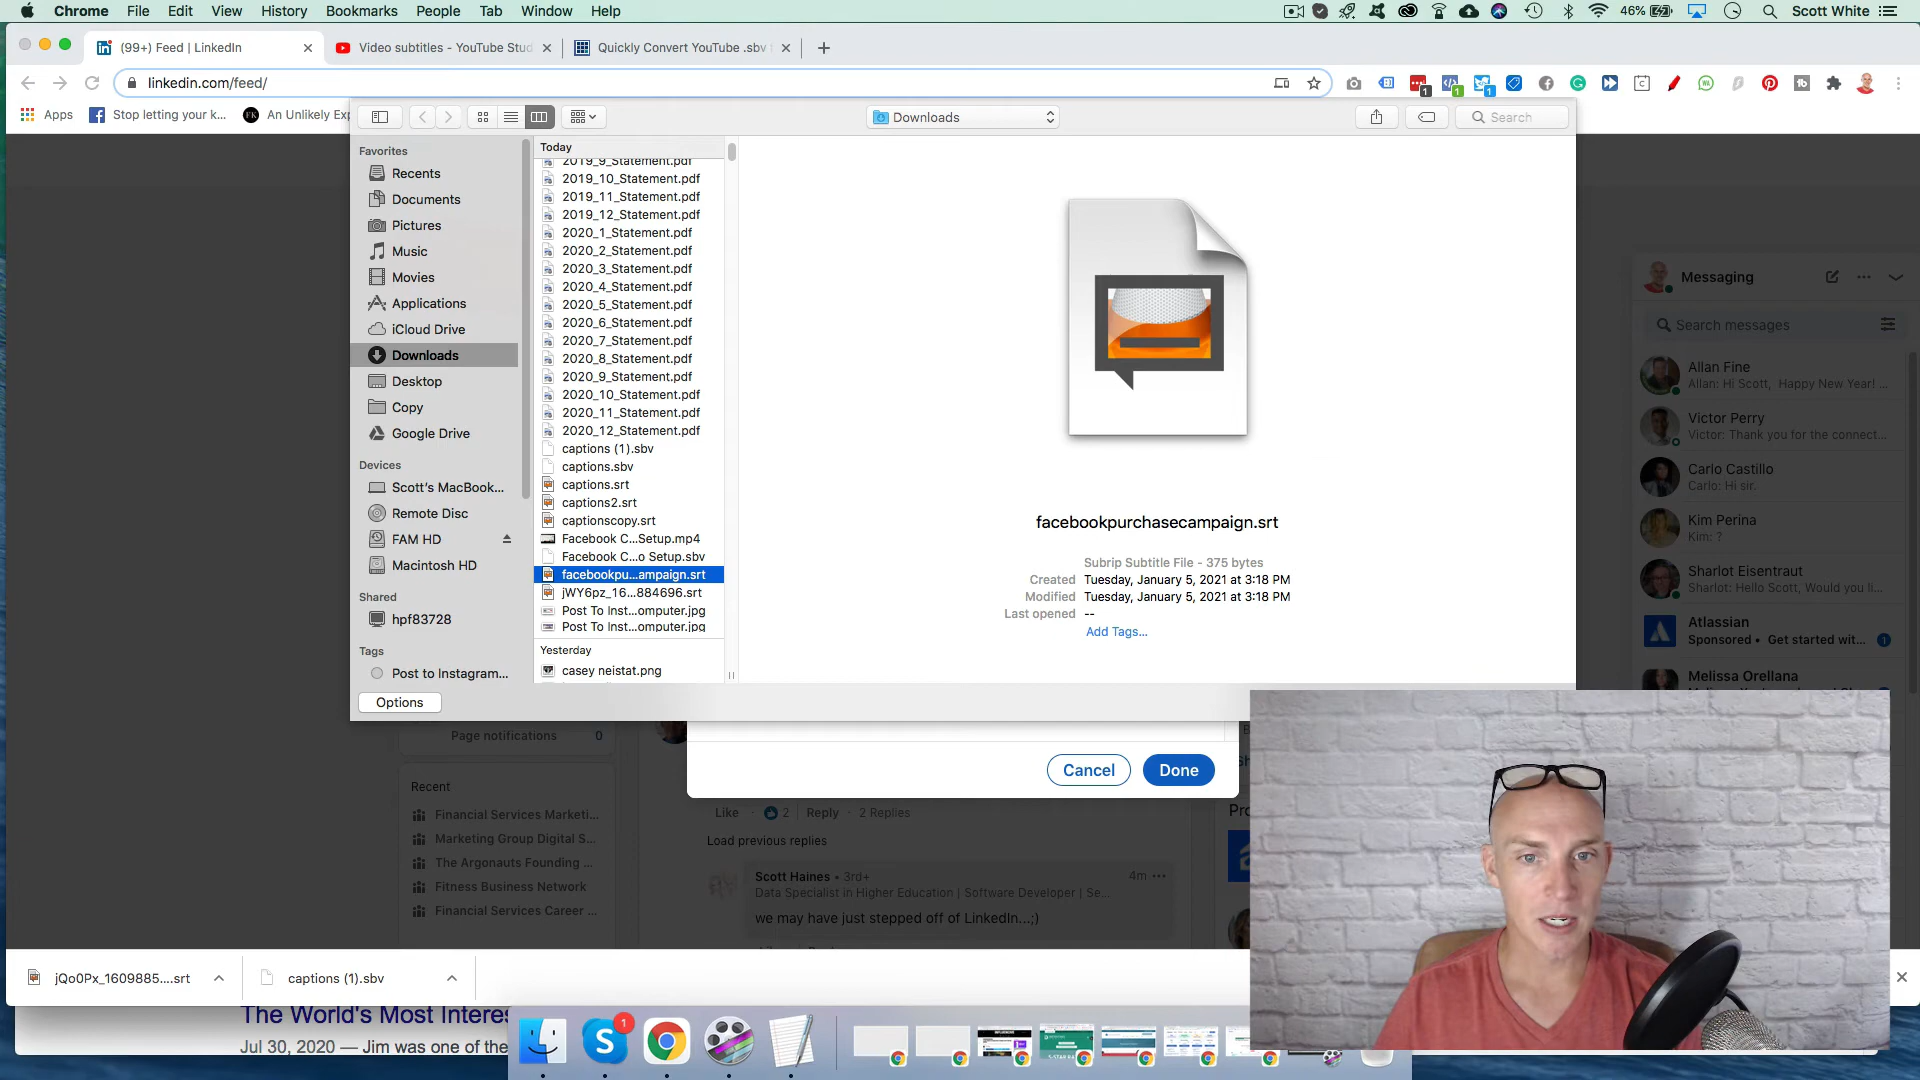 Chrome File Edit View History Bookmarks People Tab Window Help
46% Scott White
(99+) Feed | LinkedIn
Video subtitles - YouTube Stud
Quickly Convert YouTube .sbv
linkedin.com/feed/
Apps
Stop letting your k...
An Unlikely Exp
Downloads
Search
Favorites
Recents
Documents
Pictures
Music
Movies
Applications
iCloud Drive
Downloads
Desktop
Copy
Google Drive
Devices
Scott's MacBook...
Remote Disc
FAM HD
Macintosh HD
Shared
hpf83728
Tags
Post to Instagram...
Options
Today
2019_9_Statement.pdf
2019_10_Statement.pdf
2019_11_Statement.pdf
2019_12_Statement.pdf
2020_1_Statement.pdf
2020_2_Statement.pdf
2020_3_Statement.pdf
2020_4_Statement.pdf
2020_5_Statement.pdf
2020_6_Statement.pdf
2020_7_Statement.pdf
2020_8_Statement.pdf
2020_9_Statement.pdf
2020_10_Statement.pdf
2020_11_Statement.pdf
2020_12_Statement.pdf
captions (1).sbv
captions.sbv
captions.srt
captions2.srt
captionscopy.srt
Facebook C...Setup.mp4
Facebook C...o Setup.sbv
facebookpu...ampaign.srt
jWY6pz_16...884696.srt
Post To Inst...omputer.jpg
Post To Inst...omputer.jpg
Yesterday
casey neistat.png
facebookpurchasecampaign.srt
Subrip Subtitle File - 375 bytes
Created Tuesday, January 5, 2021 at 3:18 PM
Modified Tuesday, January 5, 2021 at 3:18 PM
Last opened --
Add Tags...
Messaging
Search messages
Allan Fine
Allan: Hi Scott, Happy New Year! ...
Victor Perry
Victor: Thank you for the connect...
Carlo Castillo
Carlo: Hi sir.
Kim Perina
Kim: ?
Sharlot Eisentraut
Sharlot: Hello Scott, Would you li...
Atlassian
Sponsored • Get started wit... 1
Melissa Orellana
Page notifications 0
Recent
Financial Services Marketi...
Marketing Group Digital S...
The Argonauts Founding ...
Fitness Business Network
Financial Services Career ...
Cancel
Done
Like • 2 | Reply • 2 Replies
Load previous replies
Scott Haines • 3rd+
4m
Data Specialist in Higher Education | Software Developer | Se...
we may have just stepped off of LinkedIn...;)
jQo0Px_1609885....srt
captions (1).sbv
The World's Most Interes
Jul 30, 2020 — Jim was one of the